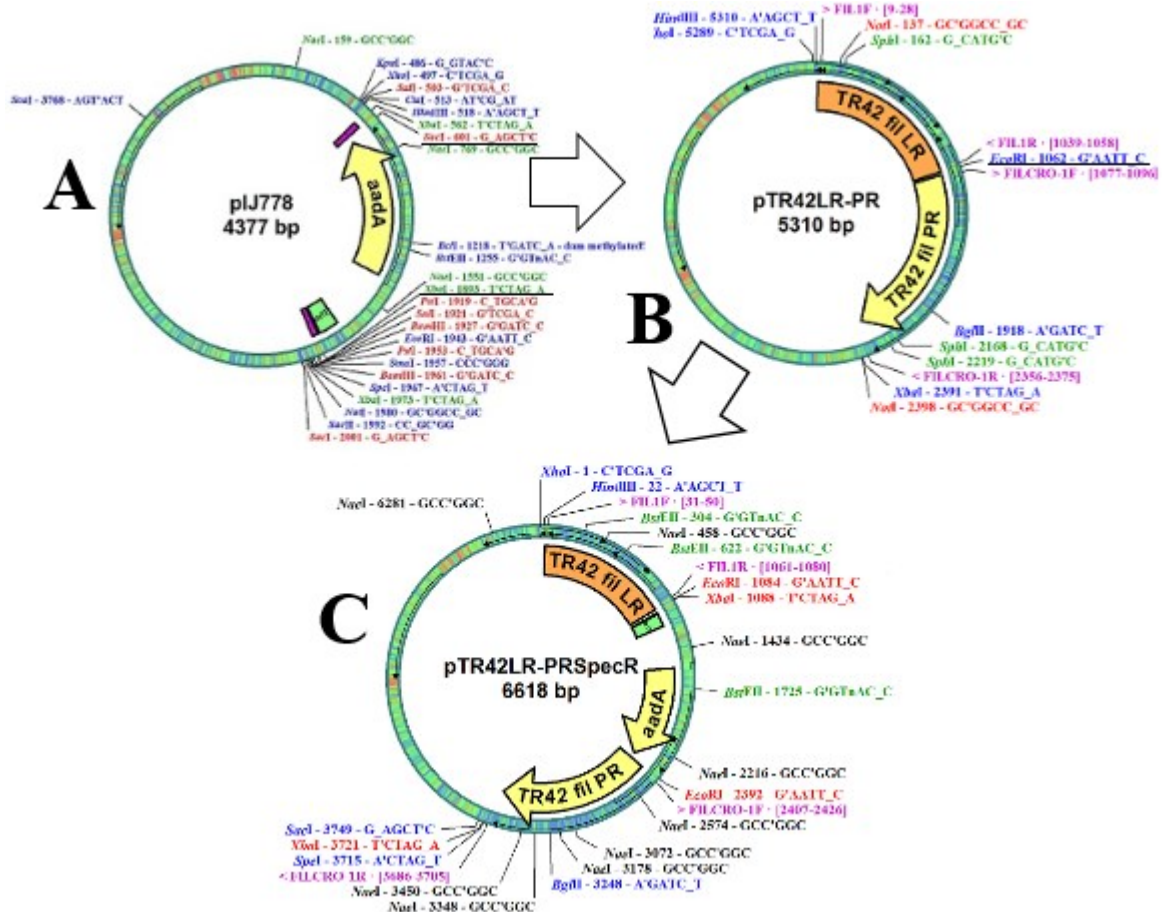 NaeI - 159 - GCC'GGC
KpnI - 486 - G_GTAC'C
XhoI - 497 - C'TCGA_G
SalI - 503 - G'TCGA_C
ClaI - 513 - AT'CG_AT
HindIII - 518 - A'AGCT_T
XbaI - 562 - T'CTAG_A
SacI - 601 - G_AGCT'C
NaeI - 769 - GCC'GGC
ScaI - 3768 - AGT'ACT
A
pIJ778
4377 bp
aadA
BclI - 1218 - T'GATC_A - dam methylated!
BstEII - 1255 - G'GTnAC_C
NaeI - 1551 - GCC'GGC
XbaI - 1895 - T'CTAG_A
PstI - 1919 - C_TGCA'G
SalI - 1921 - G'TCGA_C
BamHI - 1927 - G'GATC_C
EcoRI - 1943 - G'AATT_C
PstI - 1953 - C_TGCA'G
SmaI - 1957 - CCC'GGG
BamHI - 1961 - G'GATC_C
SpeI - 1967 - A'CTAG_T
XbaI - 1973 - T'CTAG_A
NotI - 1980 - GC'GGCC_GC
SacII - 1992 - CC_GC'GG
SacI - 2001 - G_AGCT'C
HindIII - 5310 - A'AGCT_T
XhoI - 5289 - C'TCGA_G
> FIL1F · [9-28]
NotI - 137 - GC'GGCC_GC
SphI - 162 - G_CATG'C
TR42 fil LR
< FIL1R · [1039-1058]
EcoRI - 1062 - G'AATT_C
> FILCRO-1F · [1077-1096]
pTR42LR-PR
5310 bp
TR42 fil PR
B
BglII - 1918 - A'GATC_T
SphI - 2168 - G_CATG'C
SphI - 2219 - G_CATG'C
< FILCRO-1R · [2356-2375]
XbaI - 2391 - T'CTAG_A
NotI - 2398 - GC'GGCC_GC
XhoI - 1 - C'TCGA_G
HindIII - 22 - A'AGCT_T
NaeI - 6281 - GCC'GGC
> FIL1F · [31-50]
BstEII - 304 - G'GTnAC_C
NaeI - 458 - GCC'GGC
BstEII - 622 - G'GTnAC_C
TR42 fil LR
< FIL1R · [1061-1080]
EcoRI - 1084 - G'AATT_C
XbaI - 1088 - T'CTAG_A
C
NaeI - 1434 - GCC'GGC
pTR42LR-PRSpecR
6618 bp
BstEII - 1725 - G'GTnAC_C
aadA
TR42 fil PR
NaeI - 2216 - GCC'GGC
EcoRI - 2392 - G'AATT_C
> FILCRO-1F · [2407-2426]
NaeI - 2574 - GCC'GGC
NaeI - 3072 - GCC'GGC
NaeI - 3178 - GCC'GGC
BglII - 3248 - A'GATC_T
SacI - 3749 - G_AGCT'C
XbaI - 3721 - T'CTAG_A
SpeI - 3715 - A'CTAG_T
< FILCRO-1R · [3686-3705]
NaeI - 3450 - GCC'GGC
NaeI - 3348 - GCC'GGC